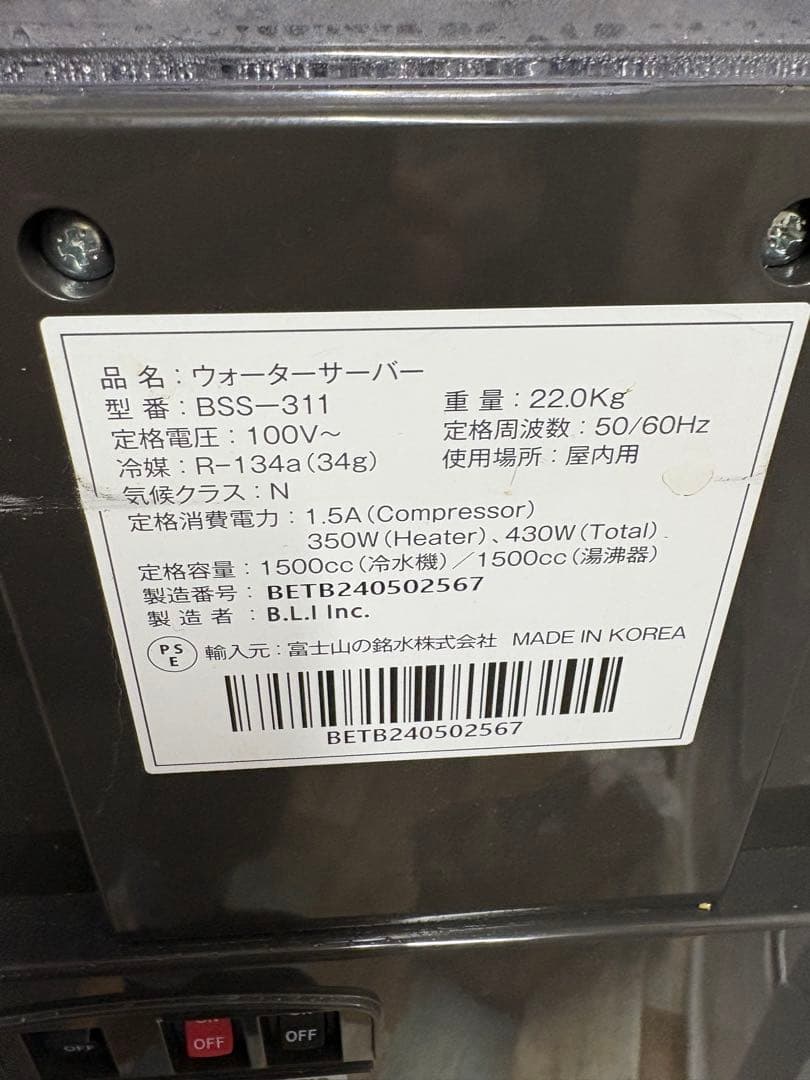 品 名 : ウォーターサーバー
型 番 : BSS-311
重 量 : 22.0Kg
定格電圧 : 100V～
定格周波数 : 50/60Hz
冷媒 : R-134a(34g)
使用場所 : 屋内用
気候クラス : N
定格消費電力 : 1.5A(Compressor)
350W(Heater)、430W(Total)
定格容量 : 1500cc(冷水機)/1500cc(湯沸器)
製造番号 : BETB240502567
製 造 者 : B.L.I Inc.
PS
E
輸入元 : 富士山の銘水株式会社 MADE IN KOREA
BETB240502567
OFF
ON
OFF
OFF